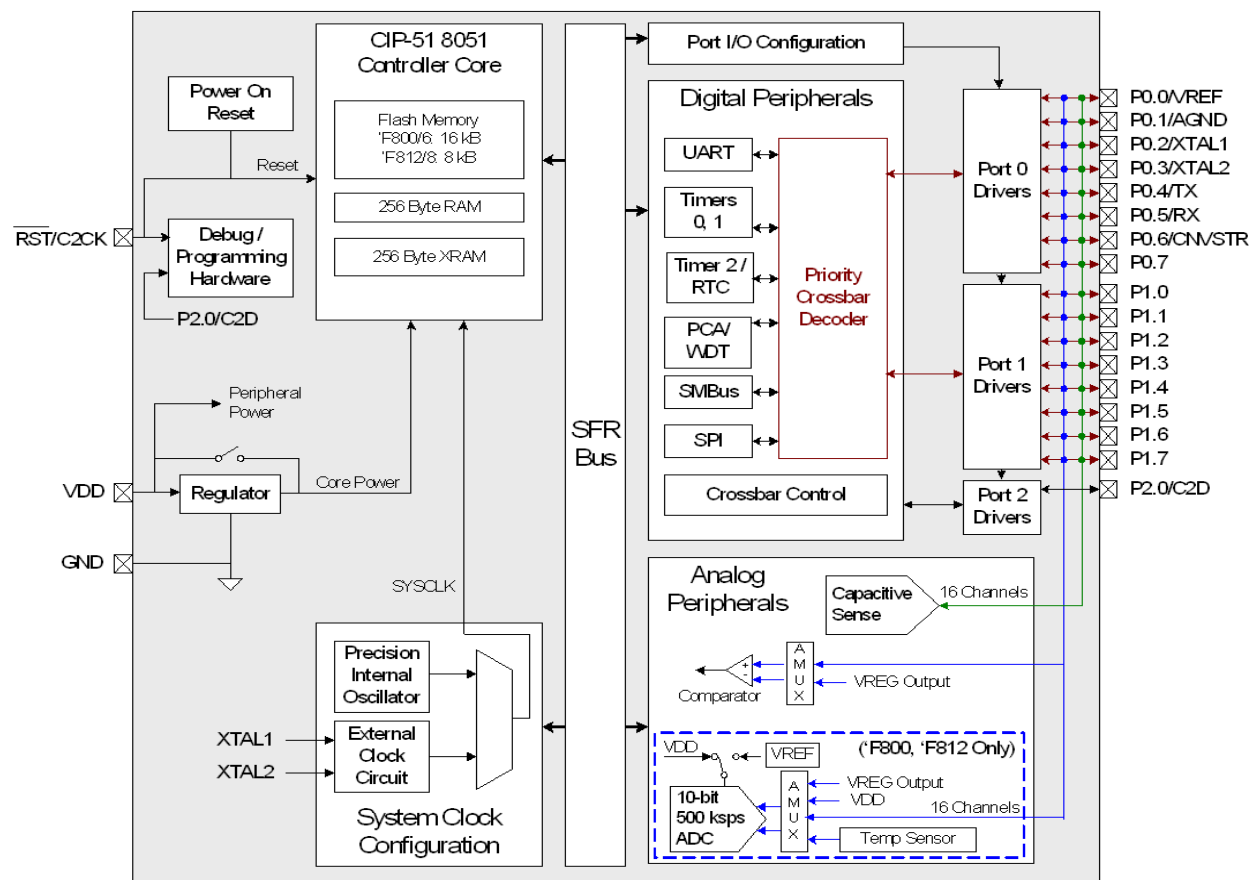 CIP-51 8051
Controller Core
Flash Memory
'F800/6: 16 kB
'F812/8: 8 kB
256 Byte RAM
256 Byte XRAM
Power On
Reset
Reset
RST/C2CK
Debug /
Programming
Hardware
P2.0/C2D
Peripheral
Power
VDD
Regulator
Core Power
GND
SYSCLK
Precision
Internal
Oscillator
XTAL1
XTAL2
External
Clock
Circuit
System Clock
Configuration
SFR
Bus
Port I/O Configuration
Digital Peripherals
UART
Timers
0, 1
Timer 2 /
RTC
PCA/
WDT
SMBus
SPI
Priority
Crossbar
Decoder
Crossbar Control
Port 0
Drivers
Port 1
Drivers
Port 2
Drivers
P0.0/VREF
P0.1/AGND
P0.2/XTAL1
P0.3/XTAL2
P0.4/TX
P0.5/RX
P0.6/CNVSTR
P0.7
P1.0
P1.1
P1.2
P1.3
P1.4
P1.5
P1.6
P1.7
P2.0/C2D
Analog
Peripherals
Capacitive
Sense
16 Channels
+
-
Comparator
AMUX
VREG Output
('F800, 'F812 Only)
VDD
VREF
10-bit
500 ksps
ADC
AMUX
VREG Output
VDD
16 Channels
Temp Sensor